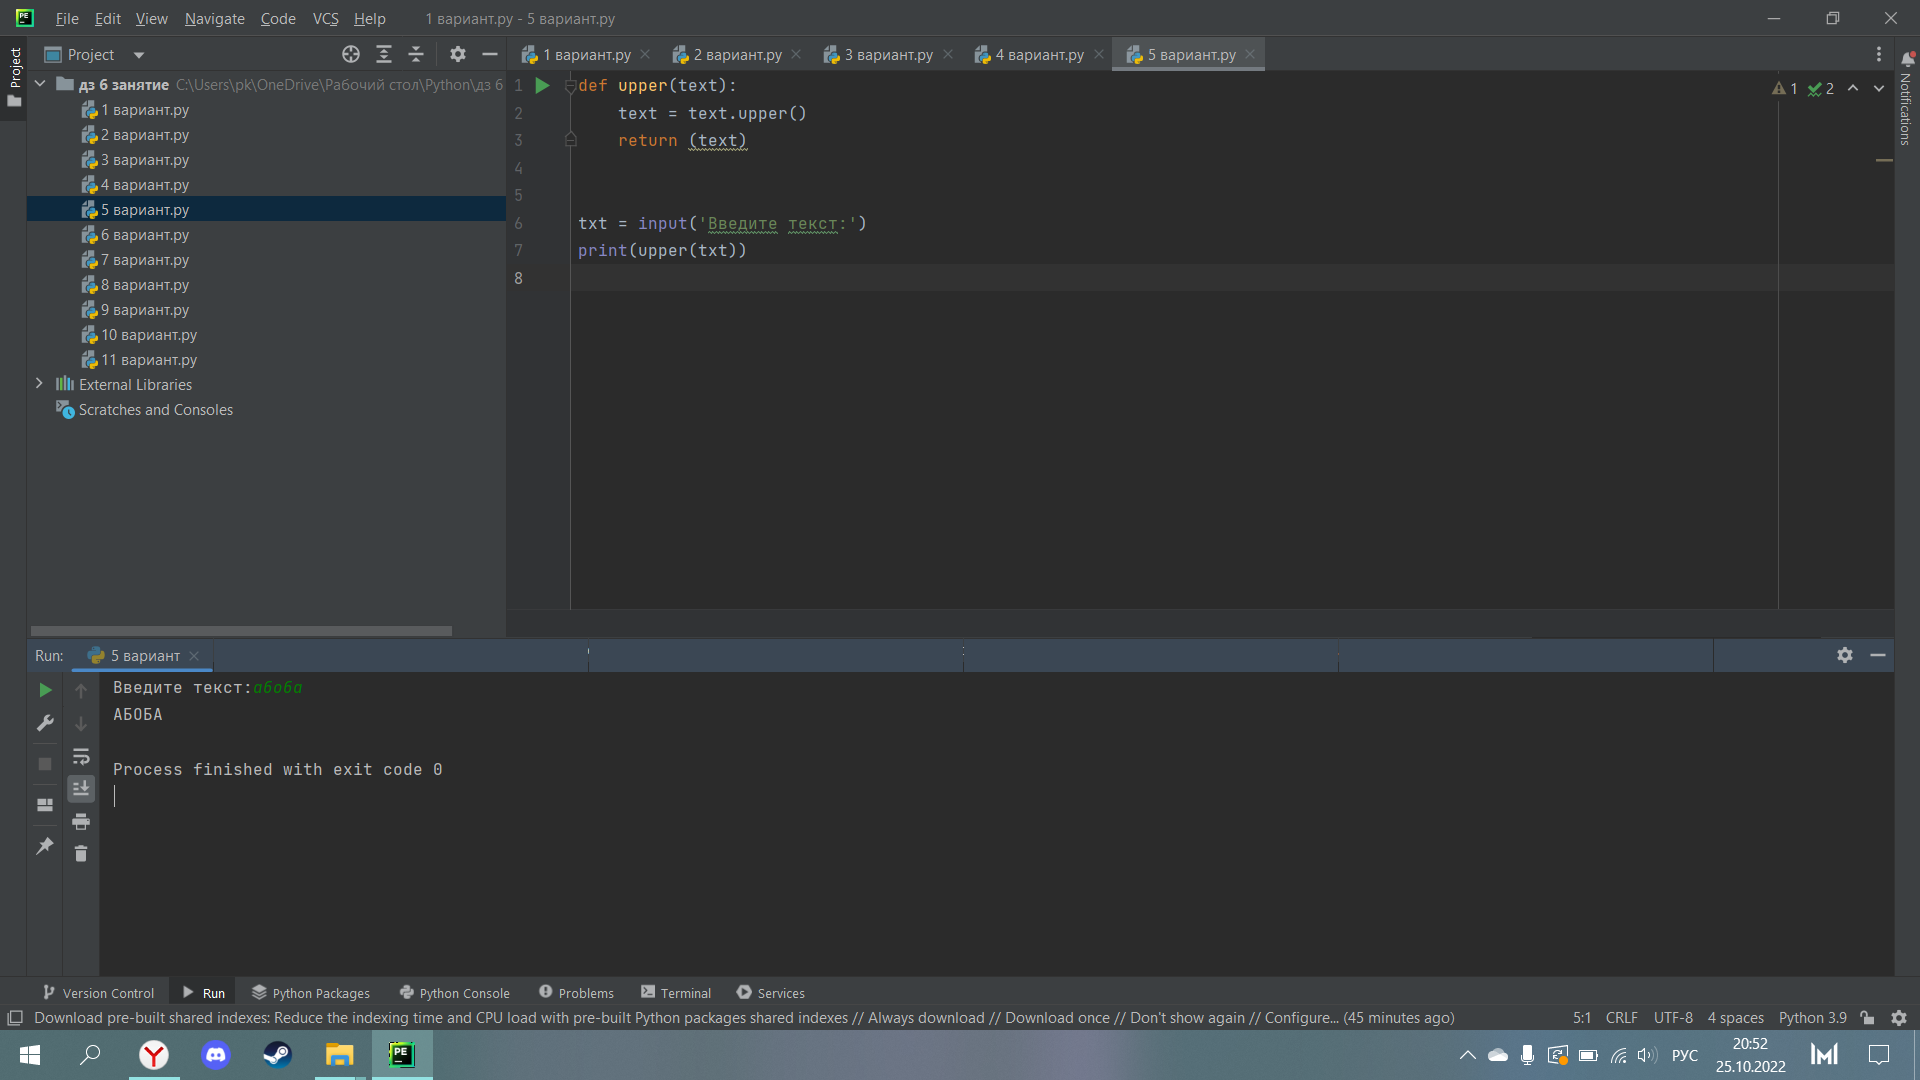 File Edit View Navigate Code VCS Help 1 вариант.py - 5 вариант.py
Project
Project
1 вариант.py 2 вариант.py 3 вариант.py 4 вариант.py 5 вариант.py
дз 6 занятие C:\Users\pk\OneDrive\Рабочий стол\Python\дз 6
1 вариант.py
2 вариант.py
3 вариант.py
4 вариант.py
5 вариант.py
6 вариант.py
7 вариант.py
8 вариант.py
9 вариант.py
10 вариант.py
11 вариант.py
External Libraries
Scratches and Consoles
1 def upper(text):
2 text = text.upper()
3 return (text)
4
5
6 txt = input('Введите текст:')
7 print(upper(txt))
8
1 2
Notifications
Run: 5 вариант
Введите текст:абоба
АБОБА
Process finished with exit code 0
Version Control Run Python Packages Python Console Problems Terminal Services
Download pre-built shared indexes: Reduce the indexing time and CPU load with pre-built Python packages shared indexes // Always download // Download once // Don't show again // Configure... (45 minutes ago) 5:1 CRLF UTF-8 4 spaces Python 3.9
PE
РУС
20:52
25.10.2022